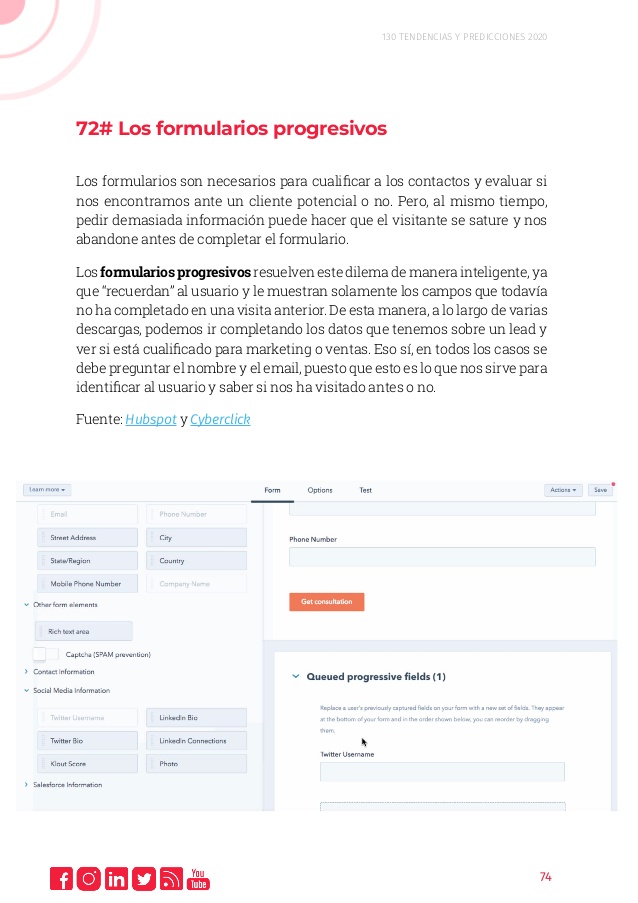 130 TENDENCIAS Y PREDICCIONES 2020
72# Los formularios progresivos
Los formularios son necesarios para cualificar a los contactos y evaluar si
nos encontramos ante un cliente potencial o no. Pero, al mismo tiempo,
pedir demasiada información puede hacer que el visitante se sature y nos
abandone antes de completar el formulario.
Los formularios progresivos resuelven este dilema de manera inteligente, ya
que “recuerdan” al usuario y le muestran solamente los campos que todavía
no ha completado en una visita anterior. De esta manera, a lo largo de varias
descargas, podemos ir completando los datos que tenemos sobre un lead y
ver si está cualificado para marketing o ventas. Eso sí, en todos los casos se
debe preguntar el nombre y el email, puesto que esto es lo que nos sirve para
identificar al usuario y saber si nos ha visitado antes o no.
Fuente: Hubspot y Cyberclick
Learn more Form Options Test Actions Save
Email Phone Number
Street Address City
State/Region Country
Mobile Phone Number Company Name
Other form elements
Rich text area
Captcha (SPAM prevention)
Contact Information
Social Media Information
Twitter Username LinkedIn Bio
Twitter Bio LinkedIn Connections
Klout Score Photo
Salesforce Information
Phone Number
Get consultation
Queued progressive fields (1)
Replace a user's previously captured fields on your form with a new set of fields. They appear
at the bottom of your form and in the order shown below, you can reorder by dragging
them.
Twitter Username
You
Tube
74